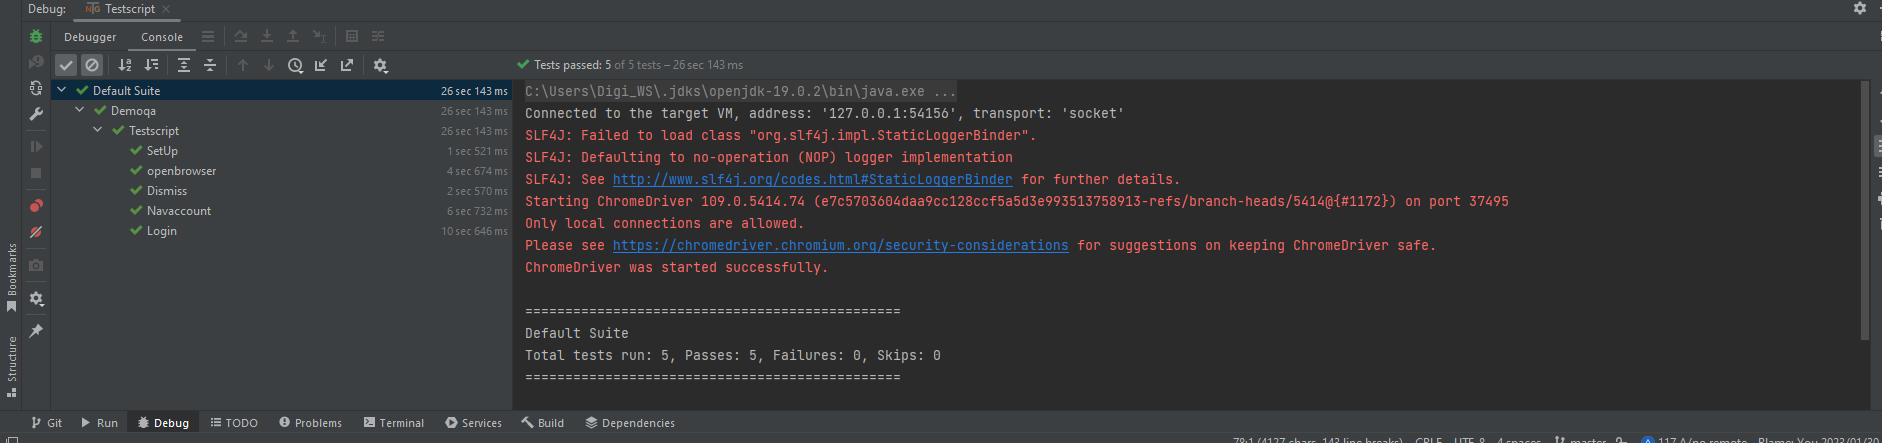 Debug: Testscript
Debugger Console
Tests passed: 5 of 5 tests – 26 sec 143 ms
Default Suite 26 sec 143 ms
Demoqa 26 sec 143 ms
Testscript 26 sec 143 ms
SetUp 1 sec 521 ms
openbrowser 4 sec 674 ms
Dismiss 2 sec 570 ms
Navaccount 6 sec 732 ms
Login 10 sec 646 ms
C:\Users\Digi_WS\.jdks\openjdk-19.0.2\bin\java.exe ...
Connected to the target VM, address: '127.0.0.1:54156', transport: 'socket'
SLF4J: Failed to load class "org.slf4j.impl.StaticLoggerBinder".
SLF4J: Defaulting to no-operation (NOP) logger implementation
SLF4J: See http://www.slf4j.org/codes.html#StaticLoggerBinder for further details.
Starting ChromeDriver 109.0.5414.74 (e7c5703604daa9cc128ccf5a5d3e993513758913-refs/branch-heads/5414@{#1172}) on port 37495
Only local connections are allowed.
Please see https://chromedriver.chromium.org/security-considerations for suggestions on keeping ChromeDriver safe.
ChromeDriver was started successfully.
===============================================
Default Suite
Total tests run: 5, Passes: 5, Failures: 0, Skips: 0
===============================================
Bookmarks
Structure
Git Run Debug TODO Problems Terminal Services Build Dependencies
78:1 (4127 chars, 143 line breaks) CRLF UTF-8 4 spaces master 117 Δ/no remote Blame: You 2023/01/30